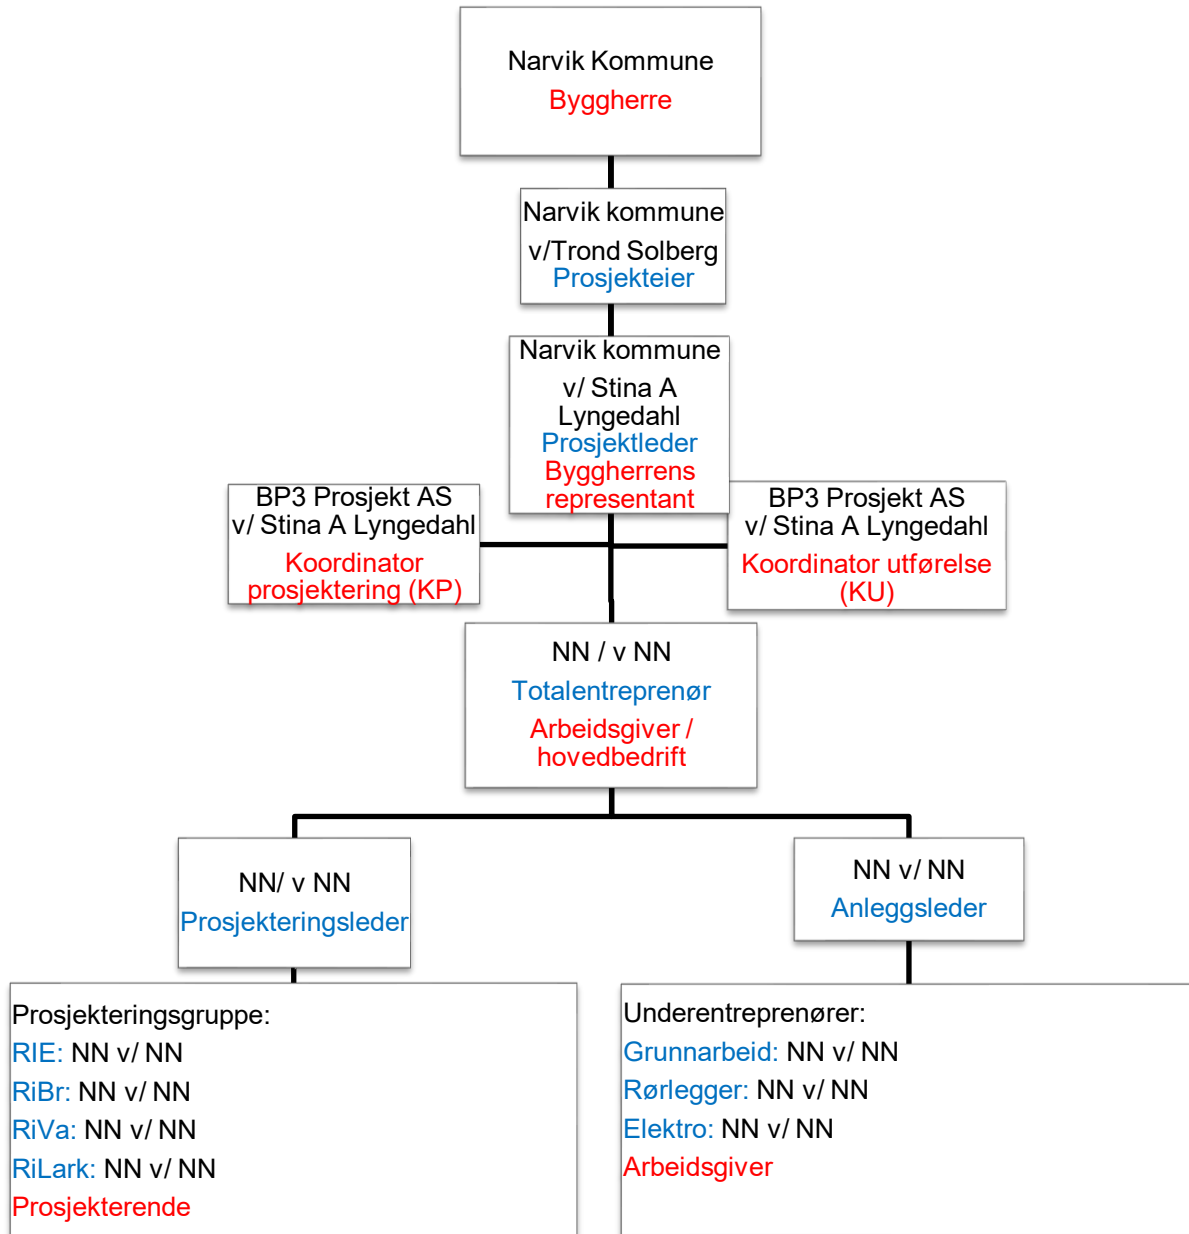 Narvik Kommune
Byggherre
Narvik kommune
v/Trond Solberg
Prosjekteier
Narvik kommune
v/ Stina A
Lyngedahl
Prosjektleder
Byggherrens
representant
BP3 Prosjekt AS
v/ Stina A Lyngedahl
Koordinator
prosjektering (KP)
BP3 Prosjekt AS
v/ Stina A Lyngedahl
Koordinator utførelse
(KU)
NN / v NN
Totalentreprenør
Arbeidsgiver /
hovedbedrift
NN/ v NN
Prosjekteringsleder
NN v/ NN
Anleggsleder
Prosjekteringsgruppe:
RIE: NN v/ NN
RiBr: NN v/ NN
RiVa: NN v/ NN
RiLark: NN v/ NN
Prosjekterende
Underentreprenører:
Grunnarbeid: NN v/ NN
Rørlegger: NN v/ NN
Elektro: NN v/ NN
Arbeidsgiver